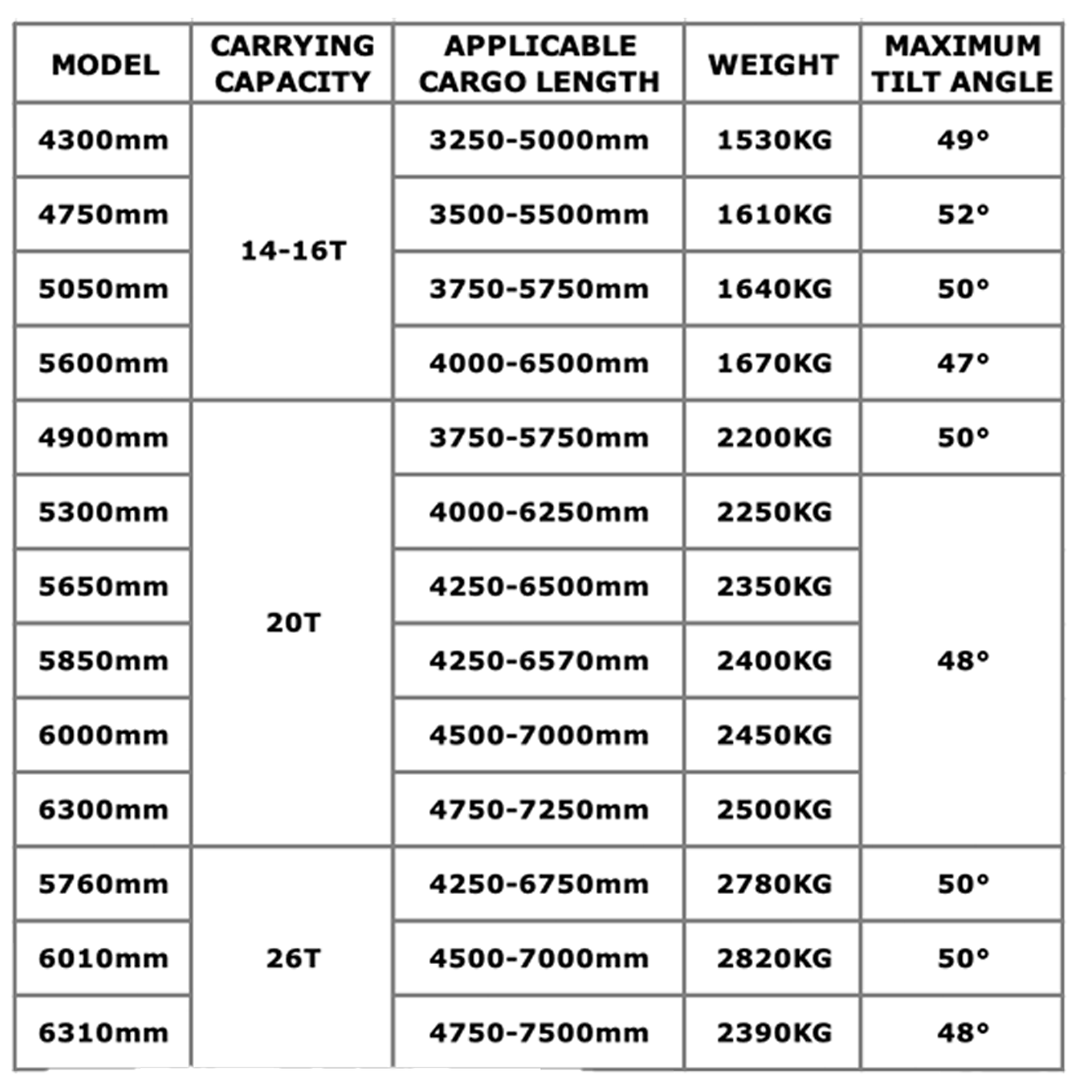 MODEL CARRYING CAPACITY APPLICABLE CARGO LENGTH WEIGHT MAXIMUM TILT ANGLE
4300mm 14-16T 3250-5000mm 1530KG 49°
4750mm 3500-5500mm 1610KG 52°
5050mm 3750-5750mm 1640KG 50°
5600mm 4000-6500mm 1670KG 47°
4900mm 20T 3750-5750mm 2200KG 50°
5300mm 4000-6250mm 2250KG 48°
5650mm 4250-6500mm 2350KG
5850mm 4250-6570mm 2400KG
6000mm 4500-7000mm 2450KG
6300mm 4750-7250mm 2500KG
5760mm 26T 4250-6750mm 2780KG 50°
6010mm 4500-7000mm 2820KG 50°
6310mm 4750-7500mm 2390KG 48°